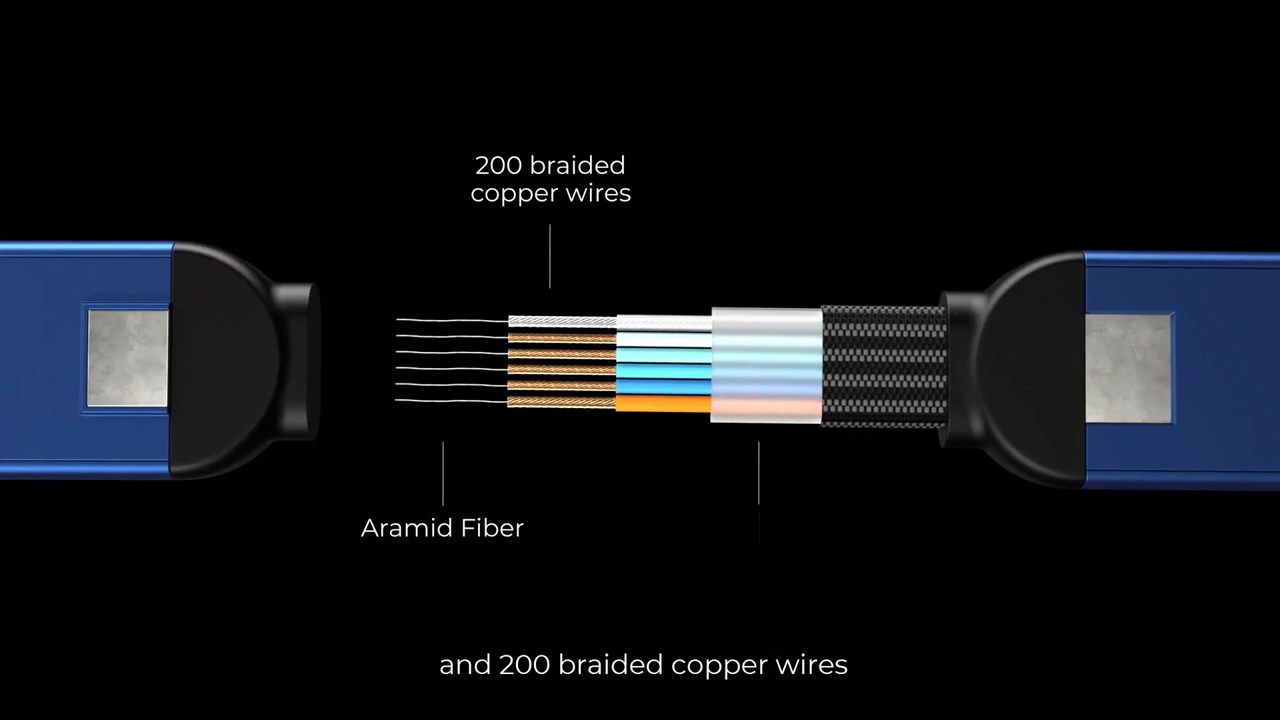 200 braided
copper wires
Aramid Fiber
and 200 braided copper wires